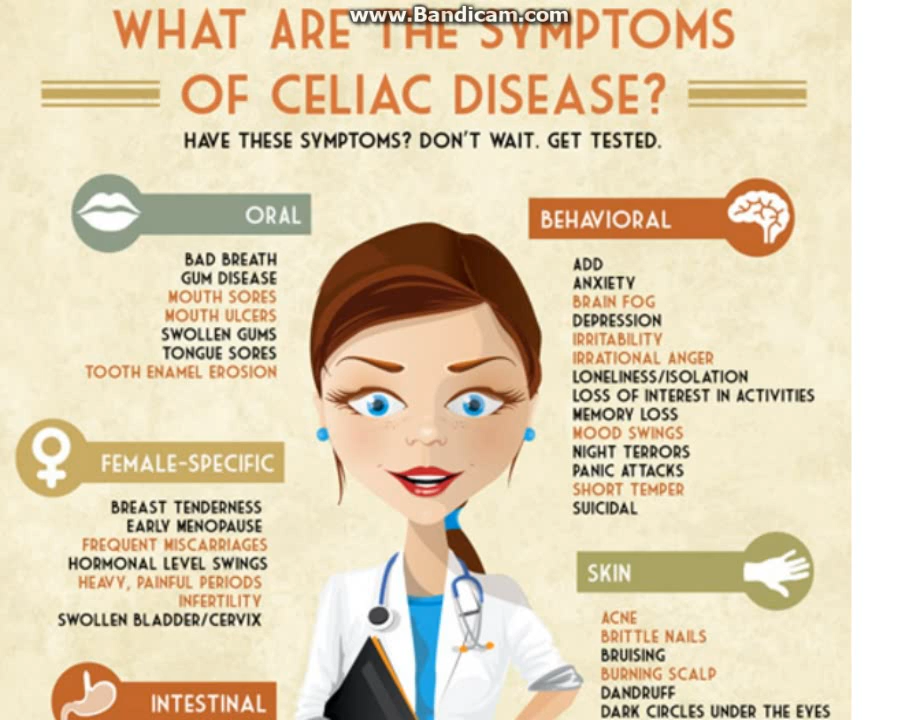 www.Bandicam.com
WHAT ARE THE SYMPTOMS
OF CELIAC DISEASE?
HAVE THESE SYMPTOMS? DON'T WAIT. GET TESTED.
ORAL
BAD BREATH
GUM DISEASE
MOUTH SORES
MOUTH ULCERS
SWOLLEN GUMS
TONGUE SORES
TOOTH ENAMEL EROSION
FEMALE-SPECIFIC
BREAST TENDERNESS
EARLY MENOPAUSE
FREQUENT MISCARRIAGES
HORMONAL LEVEL SWINGS
HEAVY, PAINFUL PERIODS
INFERTILITY
SWOLLEN BLADDER/CERVIX
INTESTINAL
BEHAVIORAL
ADD
ANXIETY
BRAIN FOG
DEPRESSION
IRRITABILITY
IRRATIONAL ANGER
LONELINESS/ISOLATION
LOSS OF INTEREST IN ACTIVITIES
MEMORY LOSS
MOOD SWINGS
NIGHT TERRORS
PANIC ATTACKS
SHORT TEMPER
SUICIDAL
SKIN
ACNE
BRITTLE NAILS
BRUISING
BURNING SCALP
DANDRUFF
DARK CIRCLES UNDER THE EYES